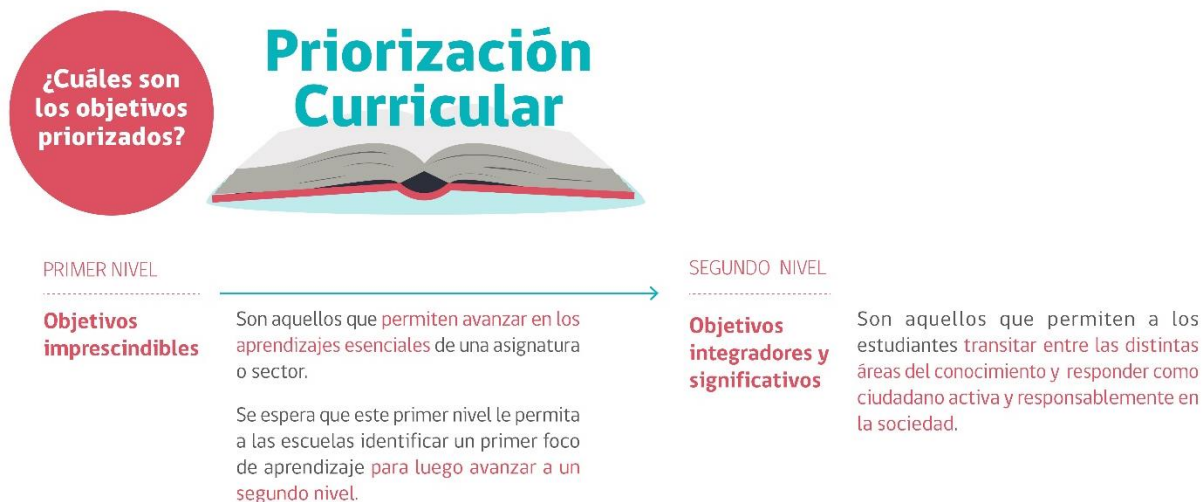 ¿Cuáles son
los objetivos
priorizados?
Priorización
Curricular
PRIMER NIVEL
Objetivos
imprescindibles
Son aquellos que permiten avanzar en los
aprendizajes esenciales de una asignatura
o sector.
Se espera que este primer nivel le permita
a las escuelas identificar un primer foco
de aprendizaje para luego avanzar a un
segundo nivel.
SEGUNDO NIVEL
Objetivos
integradores y
significativos
Son aquellos que permiten a los
estudiantes transitar entre las distintas
áreas del conocimiento y responder como
ciudadano activa y responsablemente en
la sociedad.